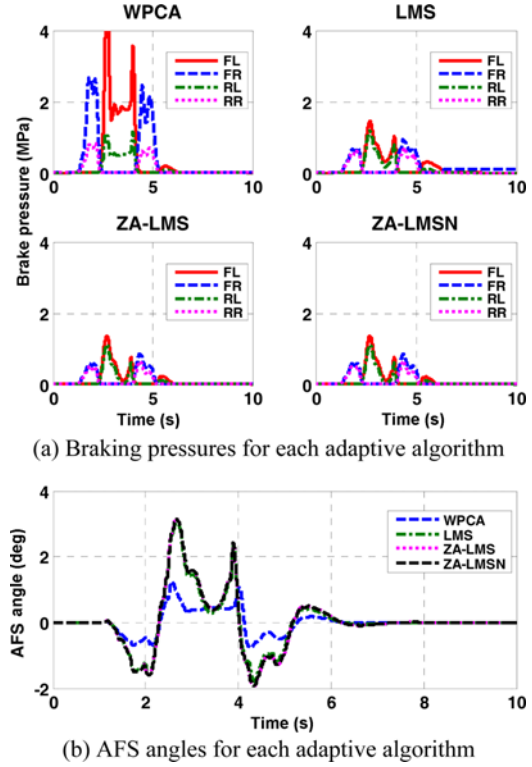 WPCA
LMS
4
FL
FR
RL
RR
2
0
0
5
10
4
FL
FR
RL
RR
2
0
0
5
10
Brake pressure (MPa)
ZA-LMS
ZA-LMSN
4
FL
FR
RL
RR
2
0
0
5
10
Time (s)
4
FL
FR
RL
RR
2
0
0
5
10
Time (s)
(a) Braking pressures for each adaptive algorithm
4
2
0
-2
AFS angle (deg)
WPCA
LMS
ZA-LMS
ZA-LMSN
0
2
4
6
8
10
Time (s)
(b) AFS angles for each adaptive algorithm